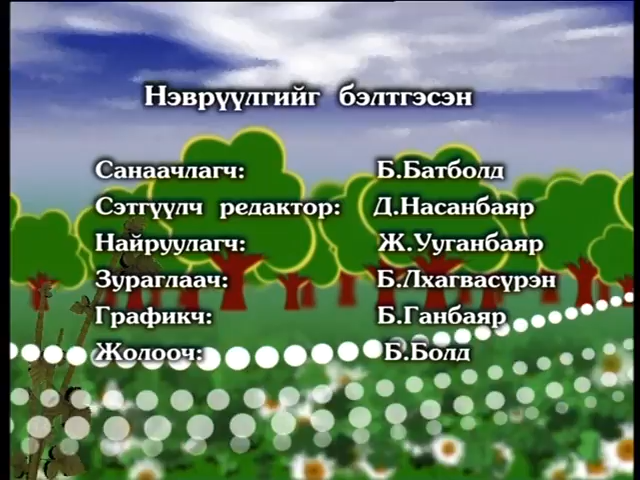 Нэврүүлгийг бэлтгэсэн
Санаачлагч: Б.Батболд
Сэтгүүлч редактор: Д.Насанбаяр
Найруулагч: Ж.Ууганбаяр
Зураглаач: Б.Лхагвасүрэн
Графикч: Б.Ганбаяр
Жолооч: Б.Болд